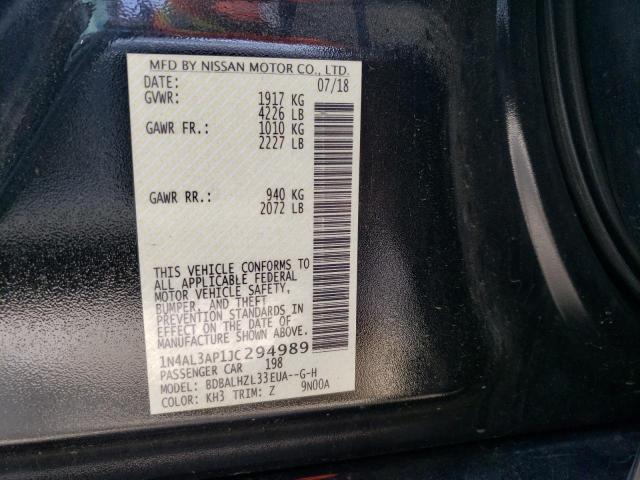 MFD BY NISSAN MOTOR CO., LTD.
DATE: 07/18
GVWR: 1917 KG
4226 LB
GAWR FR.: 1010 KG
2227 LB
GAWR RR.: 940 KG
2072 LB
THIS VEHICLE CONFORMS TO
ALL APPLICABLE FEDERAL
MOTOR VEHICLE SAFETY,
BUMPER, AND THEFT
PREVENTION STANDARDS IN
EFFECT ON THE DATE OF
MANUFACTURE SHOWN ABOVE.
1N4AL3AP1JC294989
PASSENGER CAR 198
MODEL: BDBALHZL33EUA--G-H
COLOR: KH3 TRIM: Z 9N00A